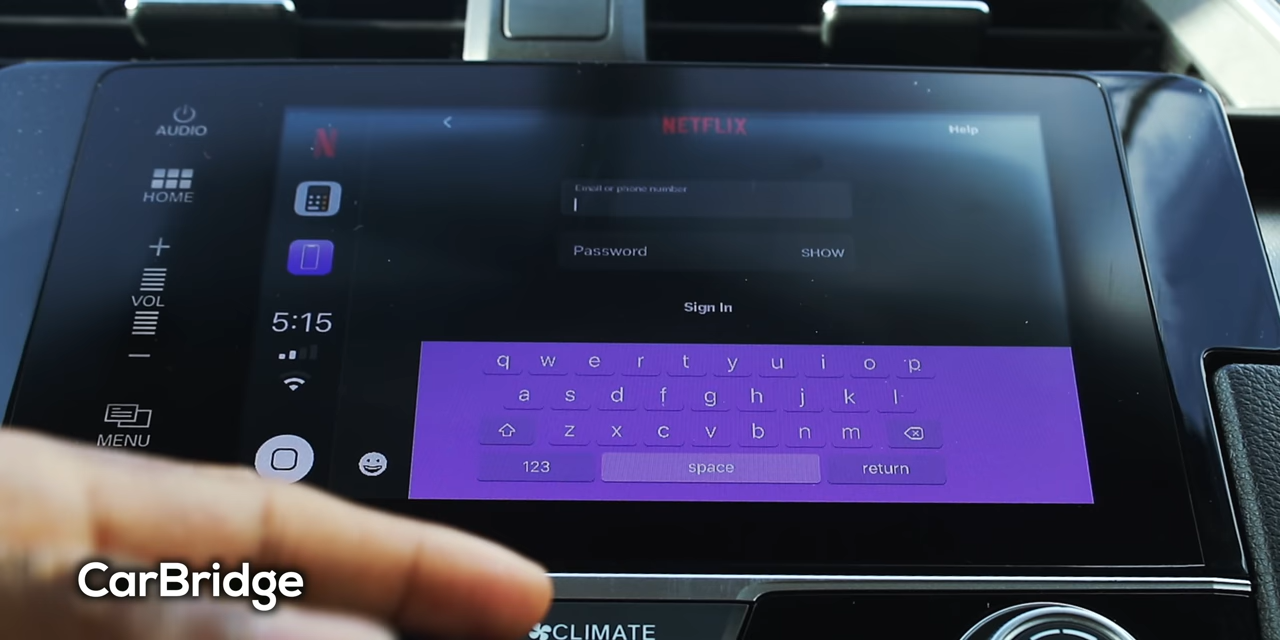 AUDIO
HOME
VOL
MENU
N
5:15
NETFLIX
Help
Email or phone number
Password
SHOW
Sign In
q w e r t y u i o p
a s d f g h j k l
z x c v b n m
123 space return
CarBridge
CLIMATE